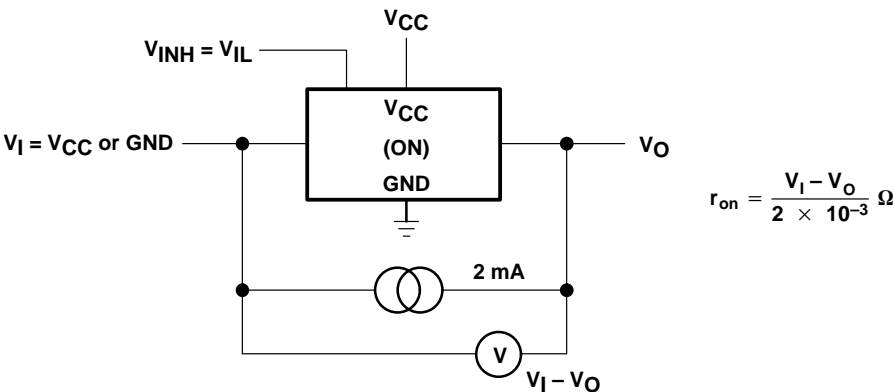 VCC
VINH = VIL
VCC
VI = VCC or GND
(ON)
VO
GND
ron = VI – VO / 2 × 10–3 Ω
2 mA
V
VI – VO